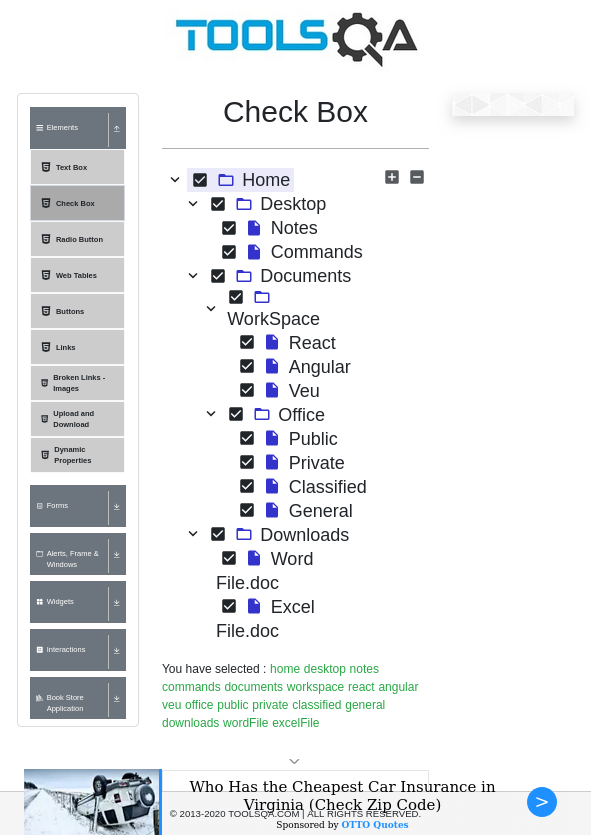 TOOLSQA
Elements
Text Box
Check Box
Radio Button
Web Tables
Buttons
Links
Broken Links -
Images
Upload and
Download
Dynamic
Properties
Forms
Alerts, Frame &
Windows
Widgets
Interactions
Book Store
Application
Check Box
Home
Desktop
Notes
Commands
Documents
WorkSpace
React
Angular
Veu
Office
Public
Private
Classified
General
Downloads
Word
File.doc
Excel
File.doc
You have selected : home desktop notes
commands documents workspace react angular
veu office public private classified general
downloads wordFile excelFile
Who Has the Cheapest Car Insurance in
Virginia (Check Zip Code)
© 2013-2020 TOOLSQA.COM | ALL RIGHTS RESERVED.
Sponsored by OTTO Quotes